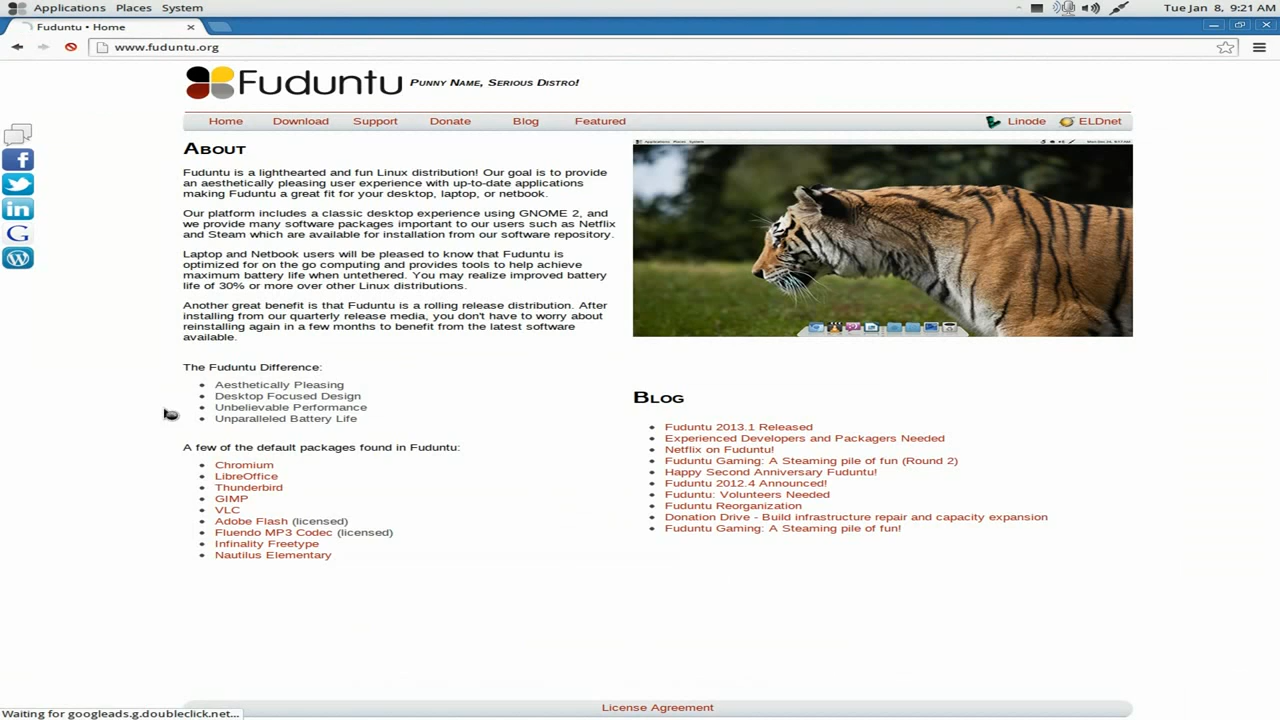 Applications Places System
Tue Jan 8, 9:21 AM
Fuduntu • Home
www.fuduntu.org
Fuduntu Punny Name, Serious Distro!
Home Download Support Donate Blog Featured Linode ELDnet
About
Fuduntu is a lighthearted and fun Linux distribution! Our goal is to provide
an aesthetically pleasing user experience with up-to-date applications
making Fuduntu a great fit for your desktop, laptop, or netbook.
Our platform includes a classic desktop experience using GNOME 2, and
we provide many software packages important to our users such as Netflix
and Steam which are available for installation from our software repository.
Laptop and Netbook users will be pleased to know that Fuduntu is
optimized for on the go computing and provides tools to help achieve
maximum battery life when untethered. You may realize improved battery
life of 30% or more over other Linux distributions.
Another great benefit is that Fuduntu is a rolling release distribution. After
installing from our quarterly release media, you don't have to worry about
reinstalling again in a few months to benefit from the latest software
available.
The Fuduntu Difference:
Aesthetically Pleasing
Desktop Focused Design
Unbelievable Performance
Unparalleled Battery Life
A few of the default packages found in Fuduntu:
Chromium
LibreOffice
Thunderbird
GIMP
VLC
Adobe Flash (licensed)
Fluendo MP3 Codec (licensed)
Infinality Freetype
Nautilus Elementary
Blog
Fuduntu 2013.1 Released
Experienced Developers and Packagers Needed
Netflix on Fuduntu!
Fuduntu Gaming: A Steaming pile of fun (Round 2)
Happy Second Anniversary Fuduntu!
Fuduntu 2012.4 Announced!
Fuduntu: Volunteers Needed
Fuduntu Reorganization
Donation Drive - Build infrastructure repair and capacity expansion
Fuduntu Gaming: A Steaming pile of fun!
License Agreement
Waiting for googleads.g.doubleclick.net...